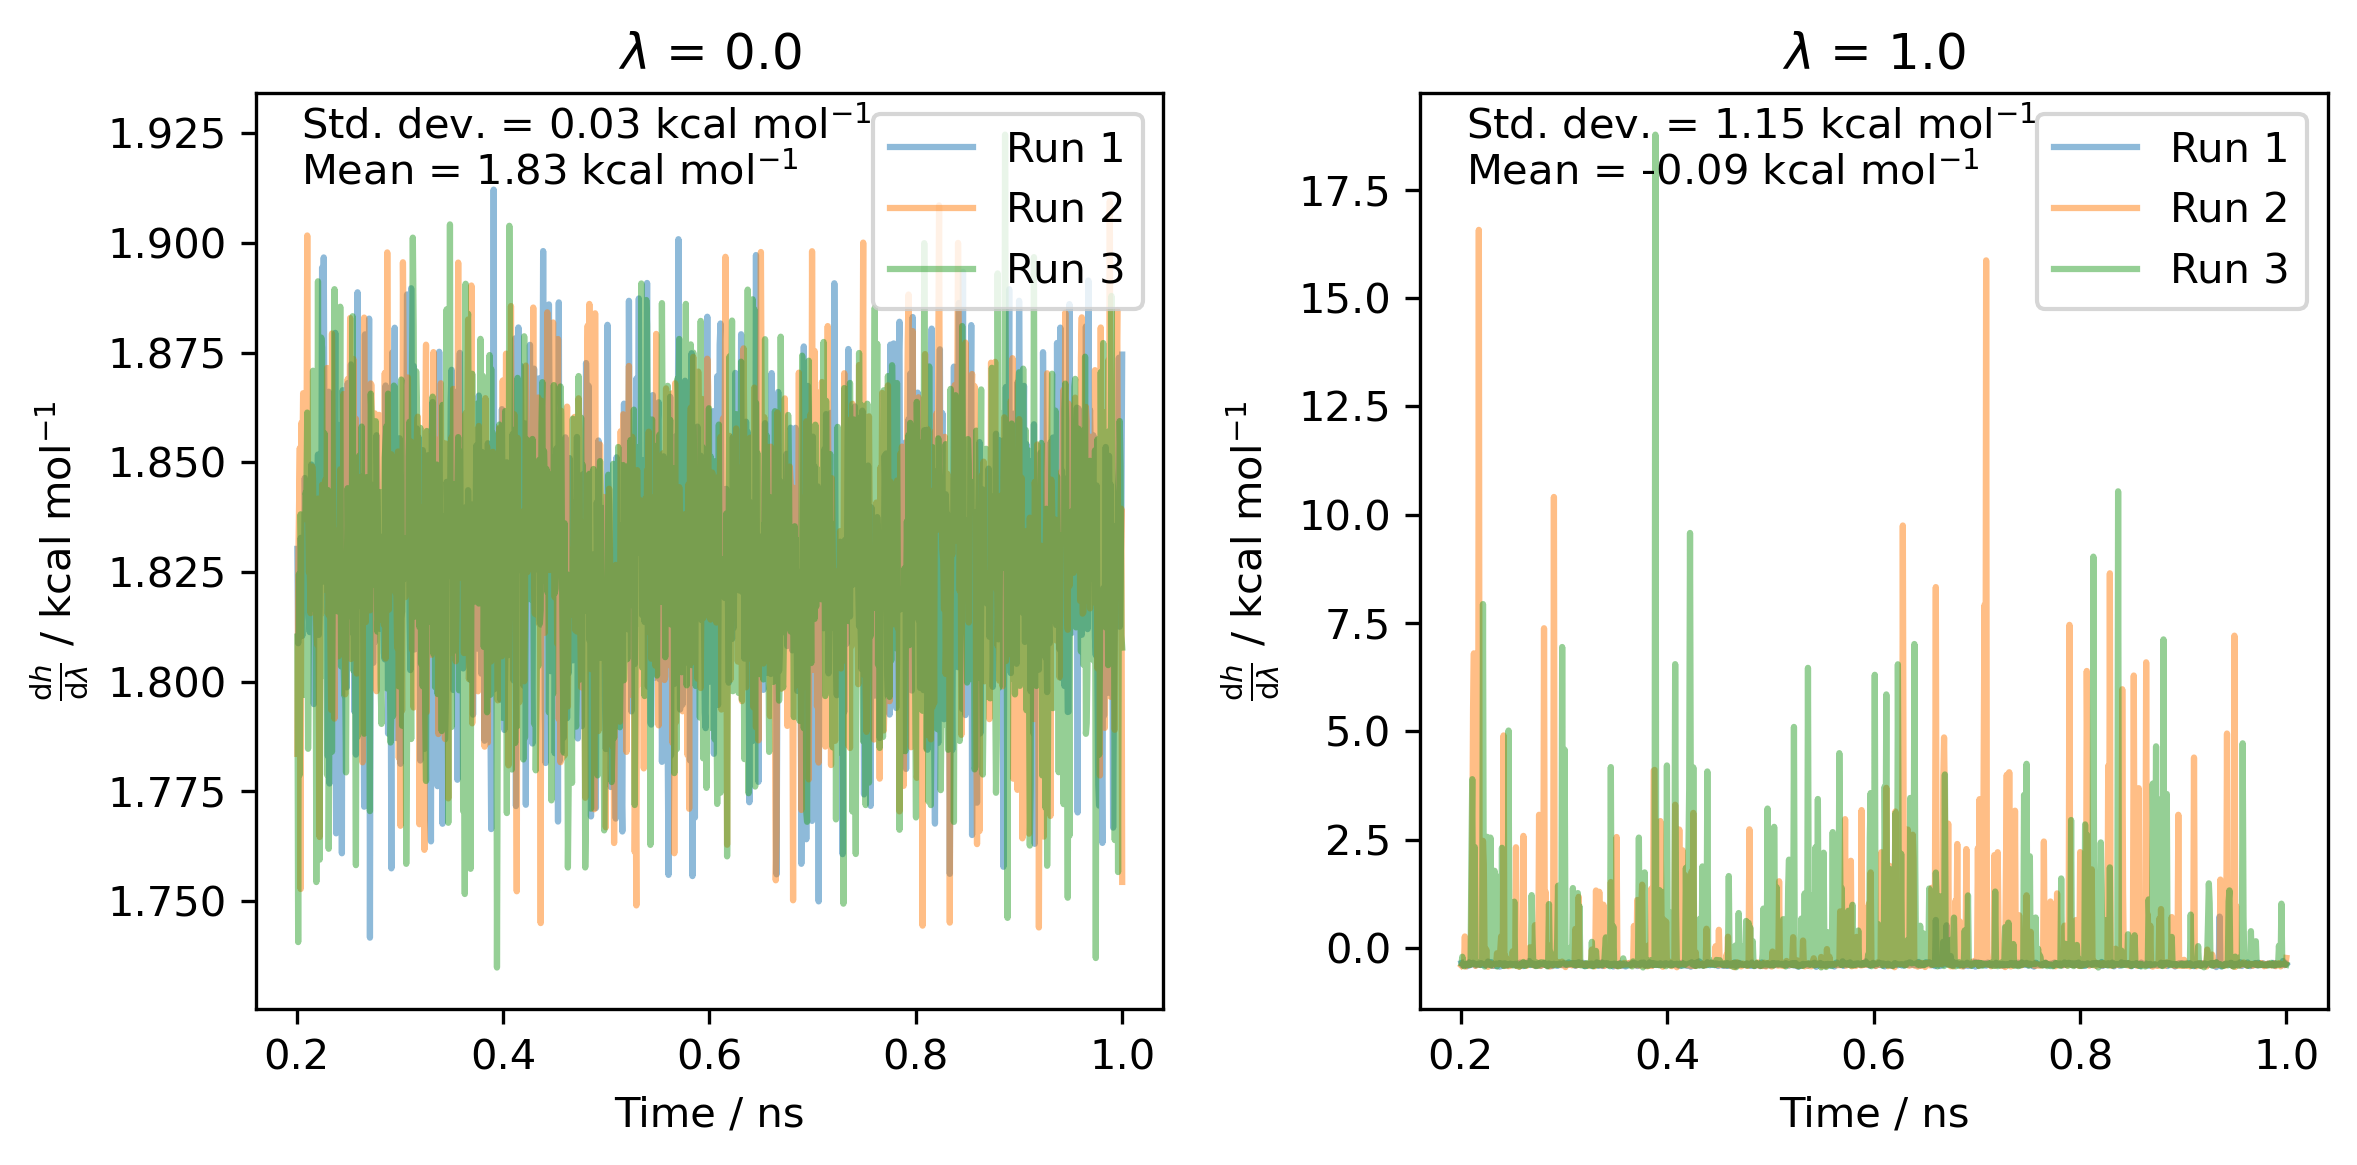 λ = 0.0
Std. dev. = 0.03 kcal mol⁻¹
Mean = 1.83 kcal mol⁻¹
Run 1
Run 2
Run 3
1.925
1.900
1.875
1.850
1.825
1.800
1.775
1.750
dh/dλ / kcal mol⁻¹
0.2 0.4 0.6 0.8 1.0
Time / ns
λ = 1.0
Std. dev. = 1.15 kcal mol⁻¹
Mean = -0.09 kcal mol⁻¹
Run 1
Run 2
Run 3
17.5
15.0
12.5
10.0
7.5
5.0
2.5
0.0
dh/dλ / kcal mol⁻¹
0.2 0.4 0.6 0.8 1.0
Time / ns